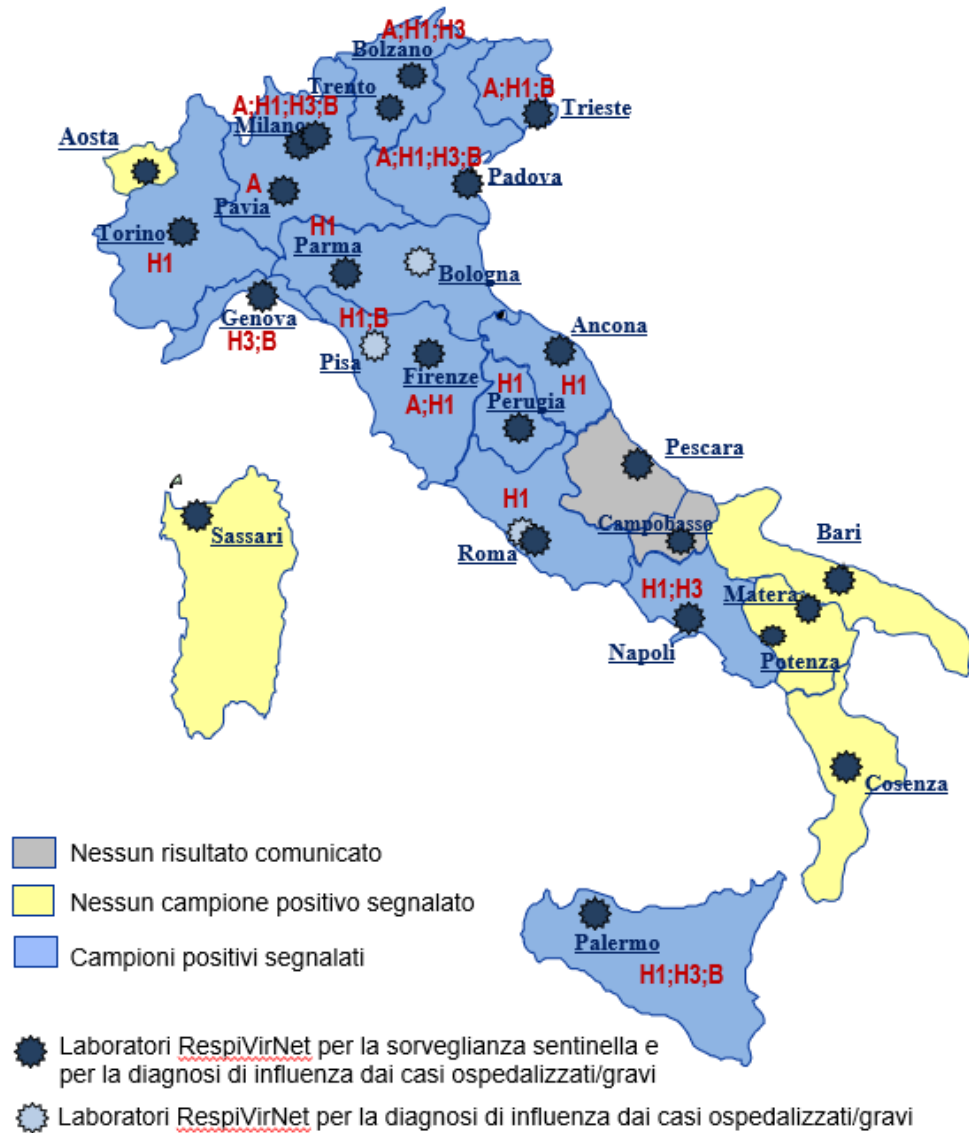 A;H1;H3
Bolzano
Trento
A;H1;B
Trieste
A;H1;H3;B
Milano
Aosta
A;H1;H3;B
Padova
A
Pavia
Torino
H1
H1
Parma
Bologna
Genova
H3;B
H1;B
Pisa
Firenze
A;H1
Ancona
H1
H1
Perugia
Pescara
H1
Roma
Campobasso
Sassari
Bari
H1;H3
Napoli
Matera
Potenza
Cosenza
Nessun risultato comunicato
Nessun campione positivo segnalato
Campioni positivi segnalati
Palermo
H1;H3;B
Laboratori RespiVirNet per la sorveglianza sentinella e
per la diagnosi di influenza dai casi ospedalizzati/gravi
Laboratori RespiVirNet per la diagnosi di influenza dai casi ospedalizzati/gravi